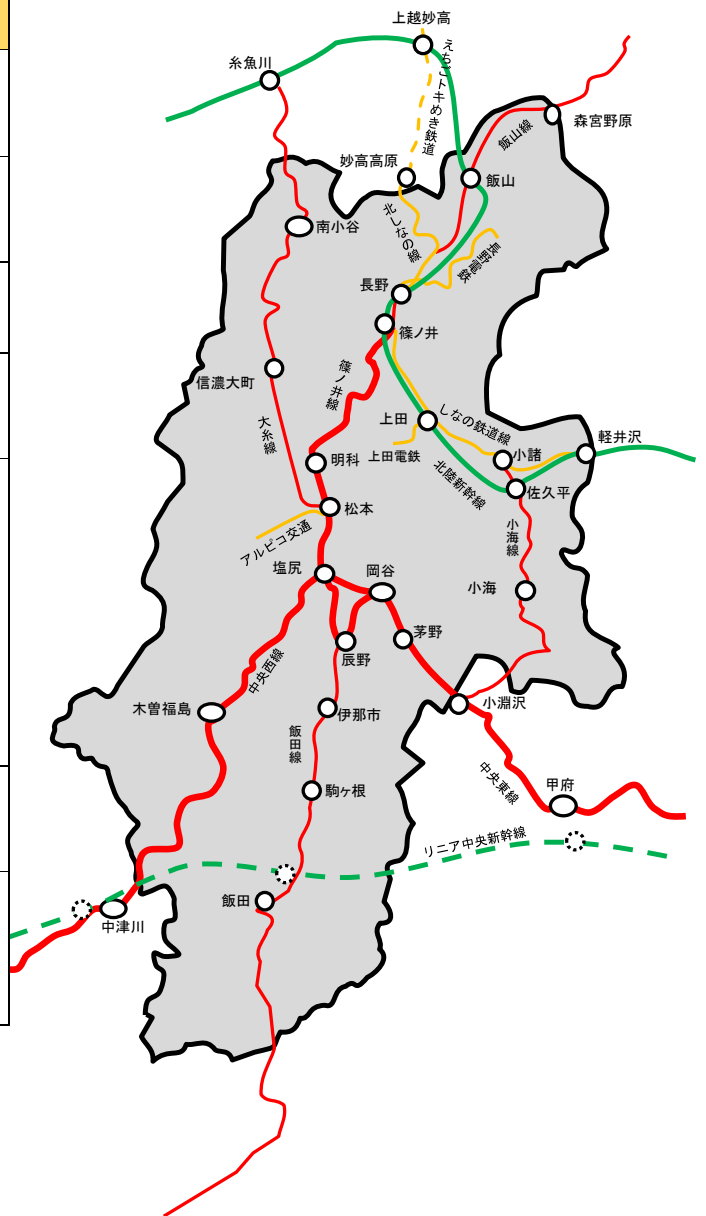 上越妙高
えちごトキめき鉄道
糸魚川
森宮野原
飯山線
妙高高原
飯山
北しなの線
南小谷
長野電鉄
長野
篠ノ井
篠ノ井線
信濃大町
大糸線
上田
しなの鉄道線
軽井沢
上田電鉄
小諸
明科
北陸新幹線
佐久平
松本
アルピコ交通
小海線
塩尻
岡谷
小海
茅野
辰野
中央西線
木曽福島
伊那市
小淵沢
飯田線
中央東線
駒ヶ根
甲府
リニア中央新幹線
飯田
中津川